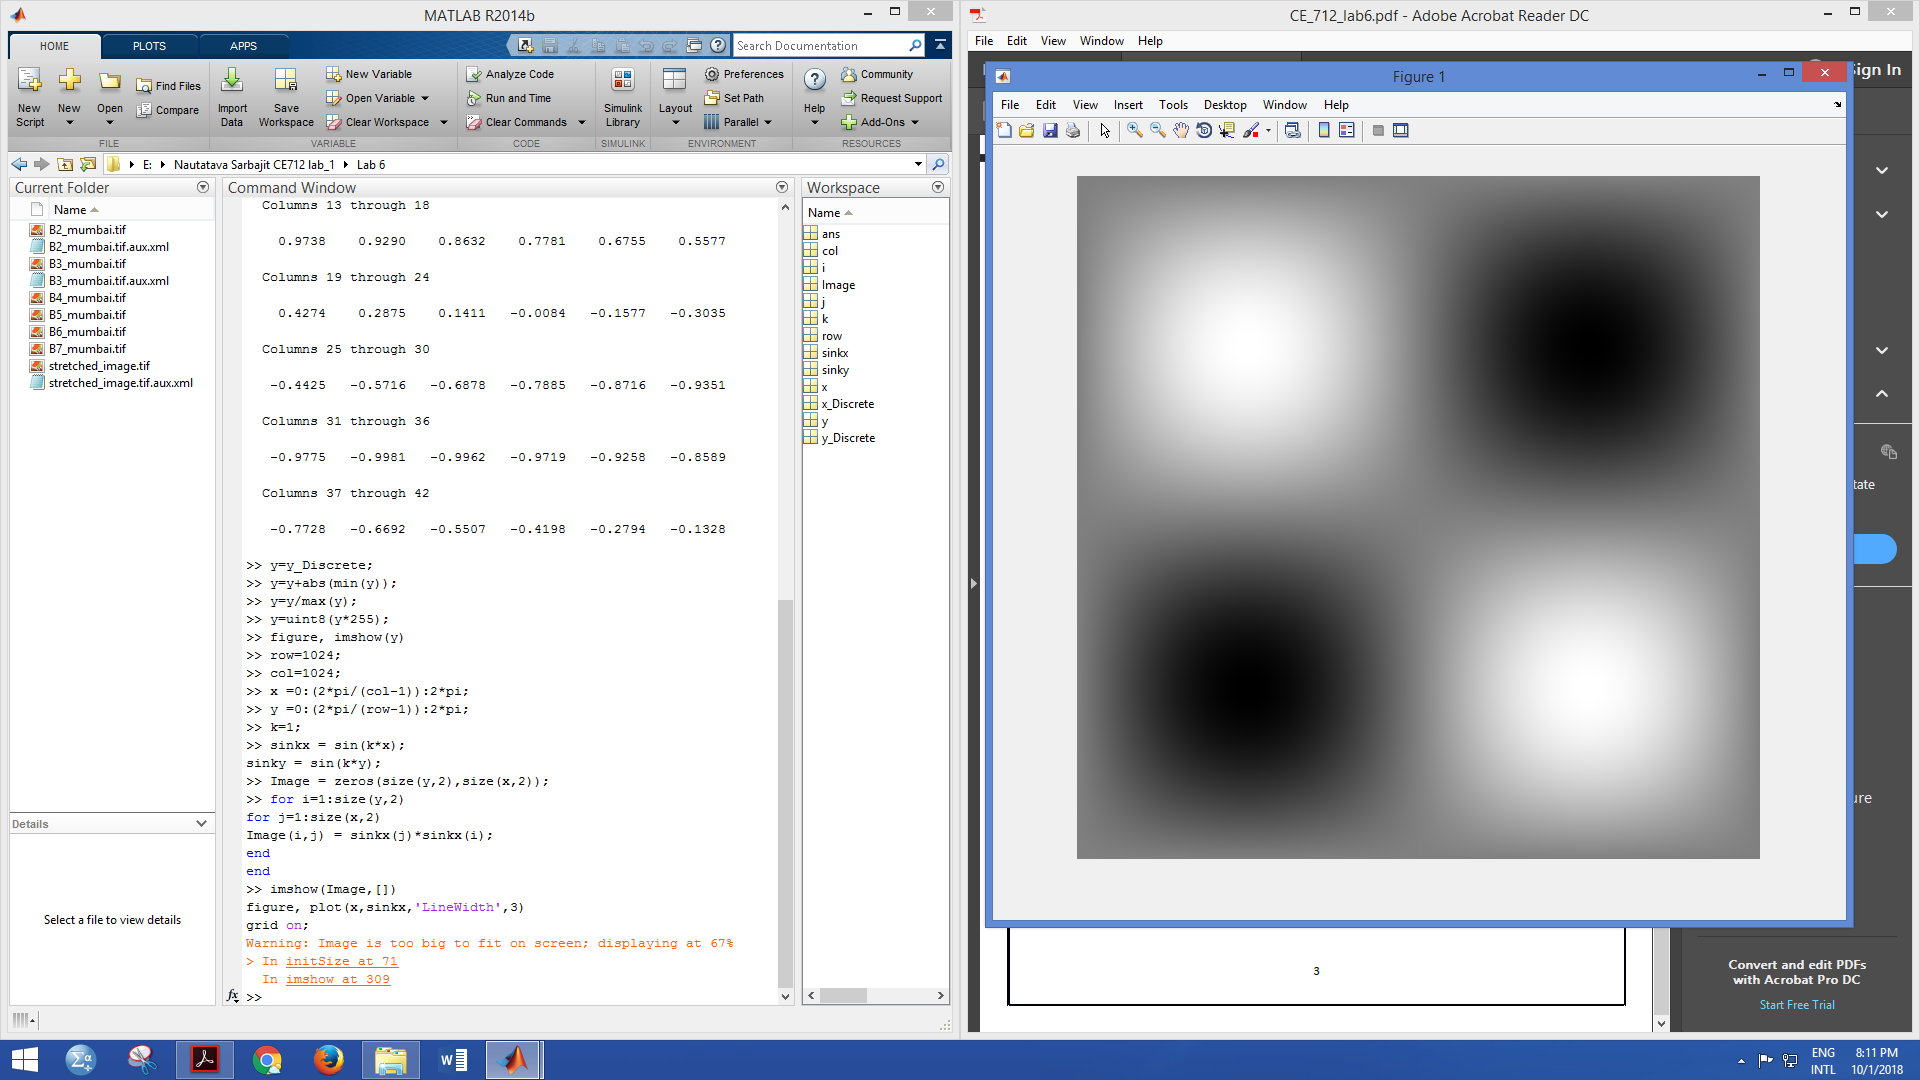 MATLAB R2014b
HOME PLOTS APPS
Search Documentation
New Script
New
Open
Find Files
Compare
FILE
Import Data
Save Workspace
New Variable
Open Variable
Clear Workspace
VARIABLE
Analyze Code
Run and Time
Clear Commands
CODE
Simulink Library
SIMULINK
Layout
Preferences
Set Path
Parallel
ENVIRONMENT
Help
Community
Request Support
Add-Ons
RESOURCES
E: Nautatava Sarbajit CE712 lab_1 Lab 6
Current Folder
Name
B2_mumbai.tif
B2_mumbai.tif.aux.xml
B3_mumbai.tif
B3_mumbai.tif.aux.xml
B4_mumbai.tif
B5_mumbai.tif
B6_mumbai.tif
B7_mumbai.tif
stretched_image.tif
stretched_image.tif.aux.xml
Details
Select a file to view details
Command Window
Columns 13 through 18
0.9738 0.9290 0.8632 0.7781 0.6755 0.5577
Columns 19 through 24
0.4274 0.2875 0.1411 -0.0084 -0.1577 -0.3035
Columns 25 through 30
-0.4425 -0.5716 -0.6878 -0.7885 -0.8716 -0.9351
Columns 31 through 36
-0.9775 -0.9981 -0.9962 -0.9719 -0.9258 -0.8589
Columns 37 through 42
-0.7728 -0.6692 -0.5507 -0.4198 -0.2794 -0.1328
>> y=y_Discrete;
>> y=y+abs(min(y));
>> y=y/max(y);
>> y=uint8(y*255);
>> figure, imshow(y)
>> row=1024;
>> col=1024;
>> x =0:(2*pi/(col-1)):2*pi;
>> y =0:(2*pi/(row-1)):2*pi;
>> k=1;
>> sinkx = sin(k*x);
sinky = sin(k*y);
>> Image = zeros(size(y,2),size(x,2));
>> for i=1:size(y,2)
for j=1:size(x,2)
Image(i,j) = sinkx(j)*sinkx(i);
end
end
>> imshow(Image,[])
figure, plot(x,sinkx,'LineWidth',3)
grid on;
Warning: Image is too big to fit on screen; displaying at 67%
> In initSize at 71
In imshow at 309
fx >>
Workspace
Name
ans
col
i
Image
j
k
row
sinkx
sinky
x
x_Discrete
y
y_Discrete
CE_712_lab6.pdf - Adobe Acrobat Reader DC
File Edit View Window Help
Sign In
Figure 1
File Edit View Insert Tools Desktop Window Help
tate
ure
3
Convert and edit PDFs
with Acrobat Pro DC
Start Free Trial
ENG
INTL
8:11 PM
10/1/2018